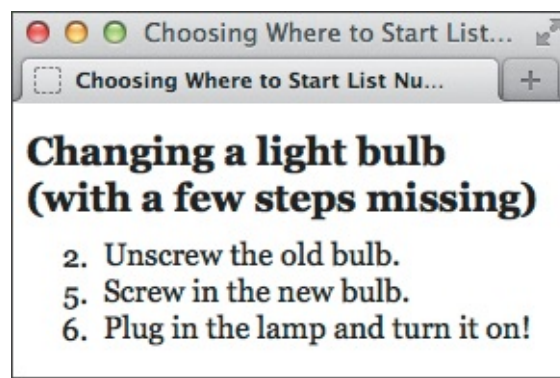 Choosing Where to Start List...
Choosing Where to Start List Nu...
+
Changing a light bulb
(with a few steps missing)
2. Unscrew the old bulb.
5. Screw in the new bulb.
6. Plug in the lamp and turn it on!